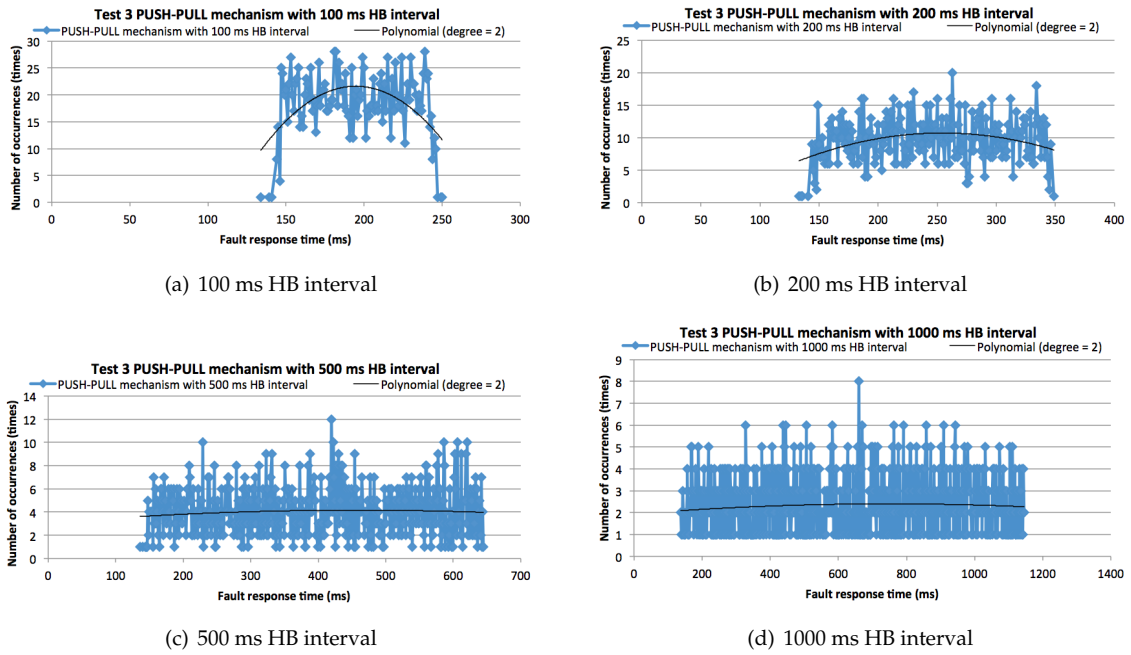 Test 3 PUSH-PULL mechanism with 100 ms HB interval
PUSH-PULL mechanism with 100 ms HB interval Polynomial (degree = 2)
Number of occurrences (times)
30
25
20
15
10
5
0
0 50 100 150 200 250 300
Fault response time (ms)
(a) 100 ms HB interval
Test 3 PUSH-PULL mechanism with 200 ms HB interval
PUSH-PULL mechanism with 200 ms HB interval Polynomial (degree = 2)
Number of occurrences (times)
25
20
15
10
5
0
0 50 100 150 200 250 300 350 400
Fault response time (ms)
(b) 200 ms HB interval
Test 3 PUSH-PULL mechanism with 500 ms HB interval
PUSH-PULL mechanism with 500 ms HB interval Polynomial (degree = 2)
Number of occurrences (times)
14
12
10
8
6
4
2
0
0 100 200 300 400 500 600 700
Fault response time (ms)
(c) 500 ms HB interval
Test 3 PUSH-PULL mechanism with 1000 ms HB interval
PUSH-PULL mechanism with 1000 ms HB interval Polynomial (degree = 2)
Number of occurrences (times)
9
8
7
6
5
4
3
2
1
0
0 200 400 600 800 1000 1200 1400
Fault response time (ms)
(d) 1000 ms HB interval